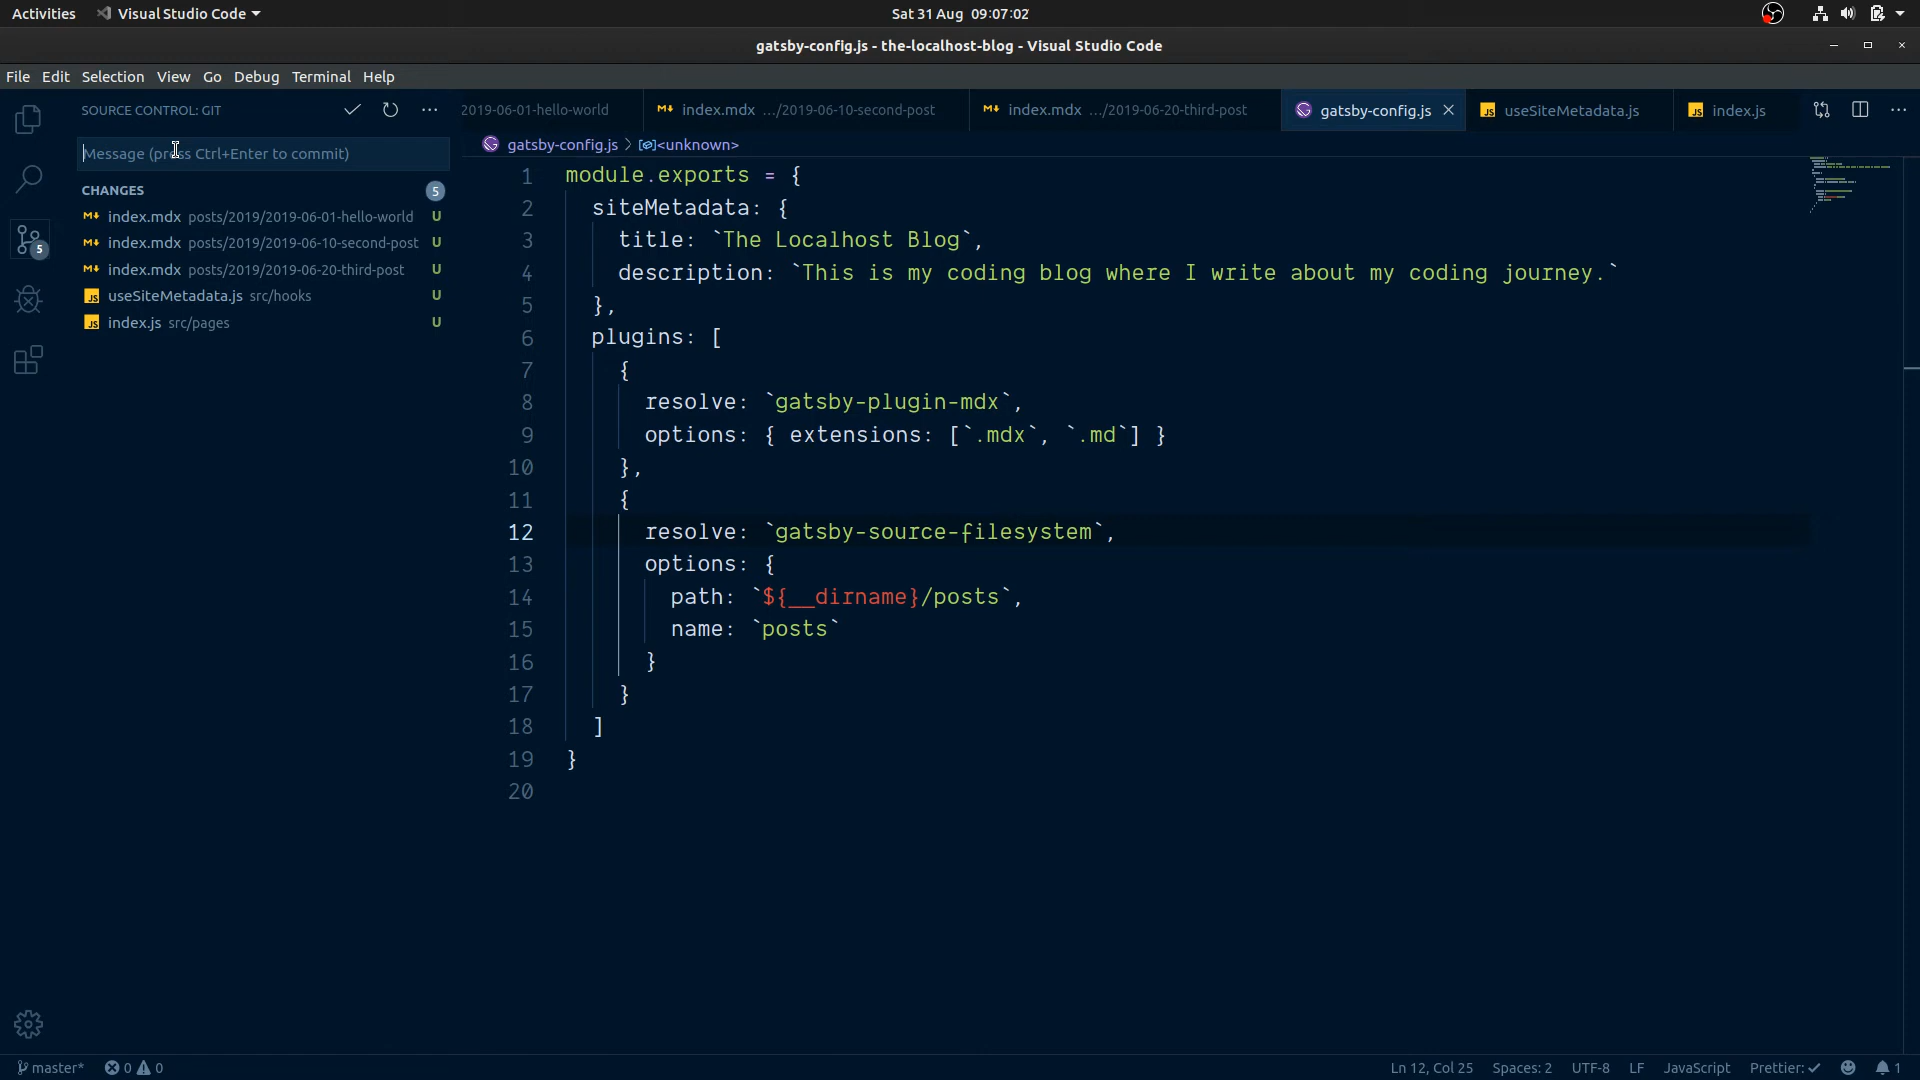 Activities Visual Studio Code Sat 31 Aug 09:07:02
gatsby-config.js - the-localhost-blog - Visual Studio Code
File Edit Selection View Go Debug Terminal Help
SOURCE CONTROL: GIT
2019-06-01-hello-world index.mdx .../2019-06-10-second-post index.mdx .../2019-06-20-third-post gatsby-config.js useSiteMetadata.js index.js
Message (press Ctrl+Enter to commit)
CHANGES 5
index.mdx posts/2019/2019-06-01-hello-world U
index.mdx posts/2019/2019-06-10-second-post U
index.mdx posts/2019/2019-06-20-third-post U
useSiteMetadata.js src/hooks U
index.js src/pages U
5
gatsby-config.js > <unknown>
1 module.exports = {
2 siteMetadata: {
3 title: `The Localhost Blog`,
4 description: `This is my coding blog where I write about my coding journey.`
5 },
6 plugins: [
7 {
8 resolve: `gatsby-plugin-mdx`,
9 options: { extensions: [`.mdx`, `.md`] }
10 },
11 {
12 resolve: `gatsby-source-filesystem`,
13 options: {
14 path: `${__dirname}/posts`,
15 name: `posts`
16 }
17 }
18 ]
19 }
20
master* 0 0 Ln 12, Col 25 Spaces: 2 UTF-8 LF JavaScript Prettier: ✓ 1